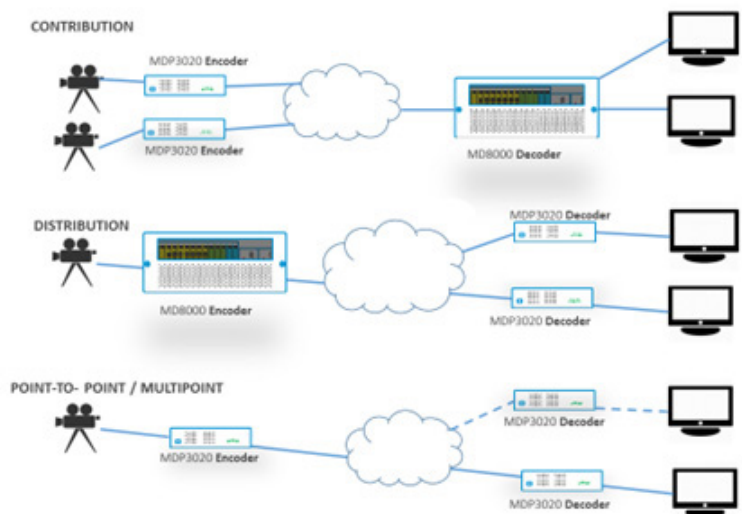 CONTRIBUTION
MDP3020 Encoder
MDP3020 Encoder
MD8000 Decoder
DISTRIBUTION
MD8000 Encoder
MDP3020 Decoder
MDP3020 Decoder
POINT-TO- POINT / MULTIPOINT
MDP3020 Encoder
MDP3020 Decoder
MDP3020 Decoder